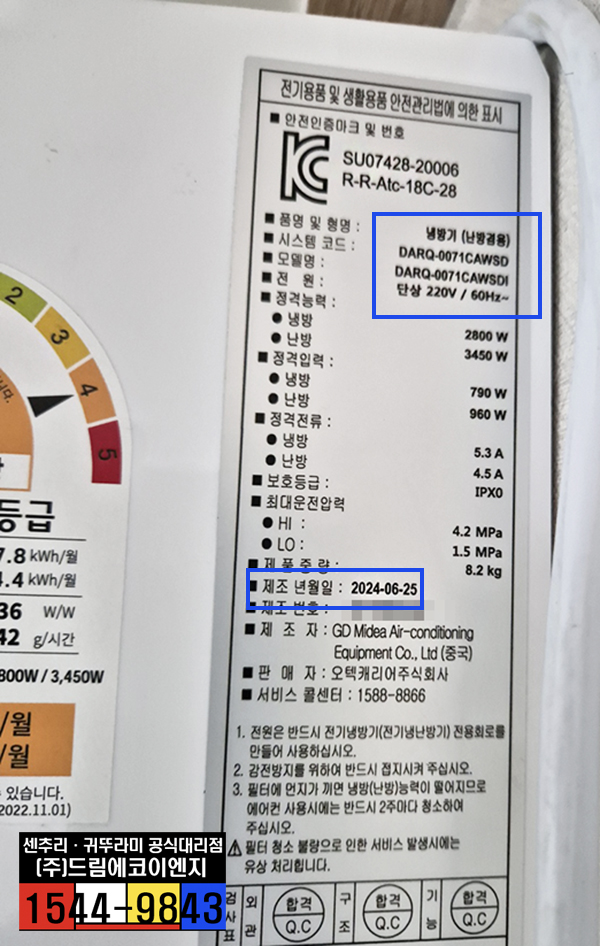 전기용품 및 생활용품 안전관리법에 의한 표시
■ 안전인증마크 및 번호
SU07428-20006
R-R-Atc-18C-28
■ 품명 및 형명 : 냉방기 (난방겸용)
■ 시스템 코드 : DARQ-0071CAWSD
■ 모델명 : DARQ-0071CAWSDI
■ 전 원 : 단상 220V / 60Hz~
■ 정격능력 :
● 냉방 2800 W
● 난방 3450 W
■ 정격입력 :
● 냉방 790 W
● 난방 960 W
■ 정격전류 :
● 냉방 5.3 A
● 난방 4.5 A
■ 보호등급 : IPX0
■ 최대운전압력
● HI : 4.2 MPa
● LO : 1.5 MPa
■ 제품중량 : 8.2 kg
■ 제조 년월일 : 2024-06-25
■ 제조 번호 :
■ 제 조 자 : GD Midea Air-conditioning
Equipment Co., Ltd (중국)
■ 판 매 자 : 오텍캐리어주식회사
■ 서비스 콜센터 : 1588-8866
1. 전원은 반드시 전기냉방기(전기냉난방기) 전용회로를
만들어 사용하십시오.
2. 감전방지를 위하여 반드시 접지시켜 주십시오.
3. 필터에 먼지가 끼면 냉방(난방)능력이 떨어지므로
에어컨 사용시에는 반드시 2주마다 청소하여
주십시오.
필터 청소 불량으로 인한 서비스 발생시에는
유상 처리합니다.
검사표 외관 합격 Q.C 구조 합격 Q.C 기능 합격 Q.C
2
3
4
5
등급
7.8 kWh/월
.4 kWh/월
36 W/W
42 g/시간
800W / 3,450W
/월
/월
있습니다.
2022.11.01)
센추리 · 귀뚜라미 공식대리점
(주)드림에코이엔지
1544-9843